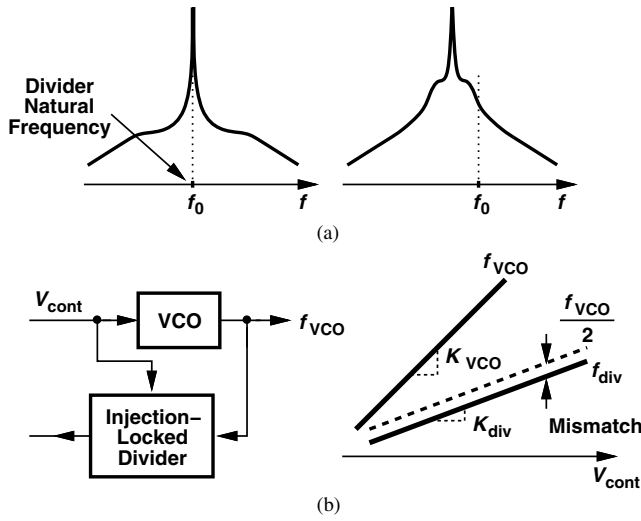 Divider
Natural
Frequency
f0
f
f0
f
(a)
Vcont
VCO
fVCO
Injection–
Locked
Divider
fVCO
KVCO
fVCO
2
fdiv
Kdiv
Mismatch
Vcont
(b)